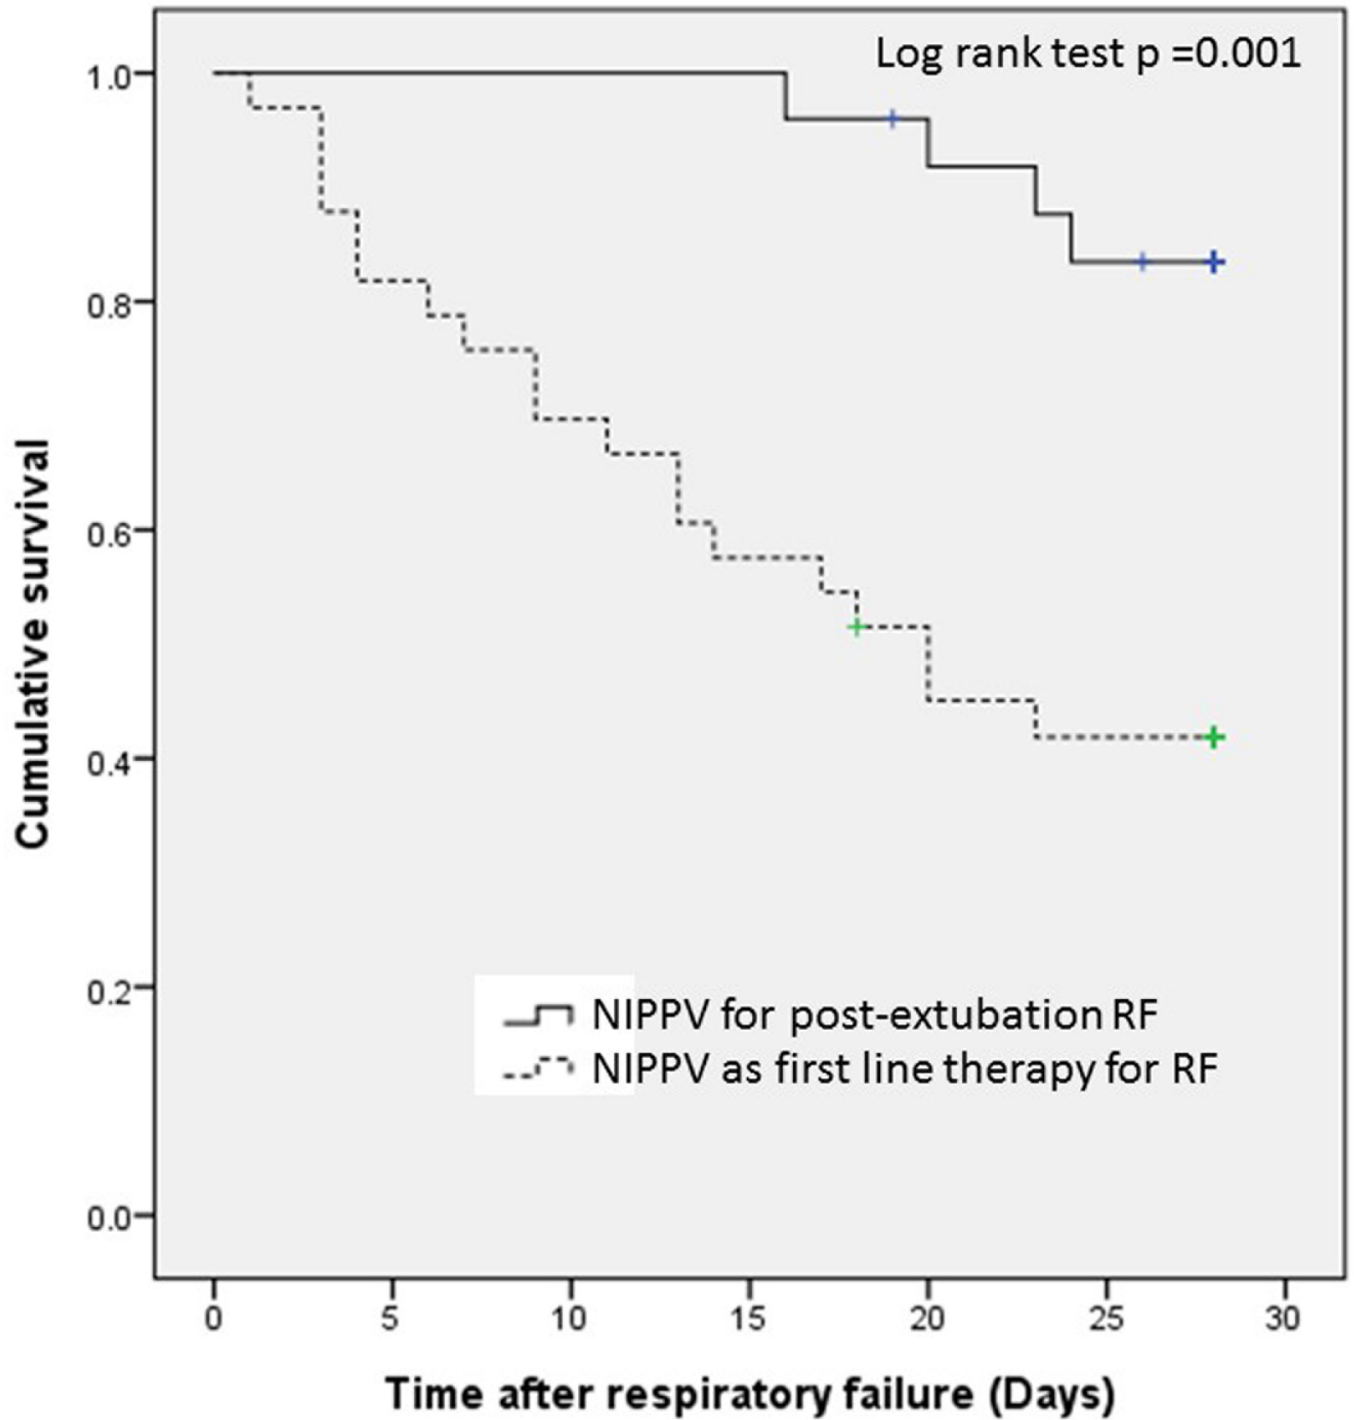 Log rank test p =0.001
1.0
0.8
0.6
0.4
0.2
0.0
Cumulative survival
NIPPV for post-extubation RF
NIPPV as first line therapy for RF
0 5 10 15 20 25 30
Time after respiratory failure (Days)